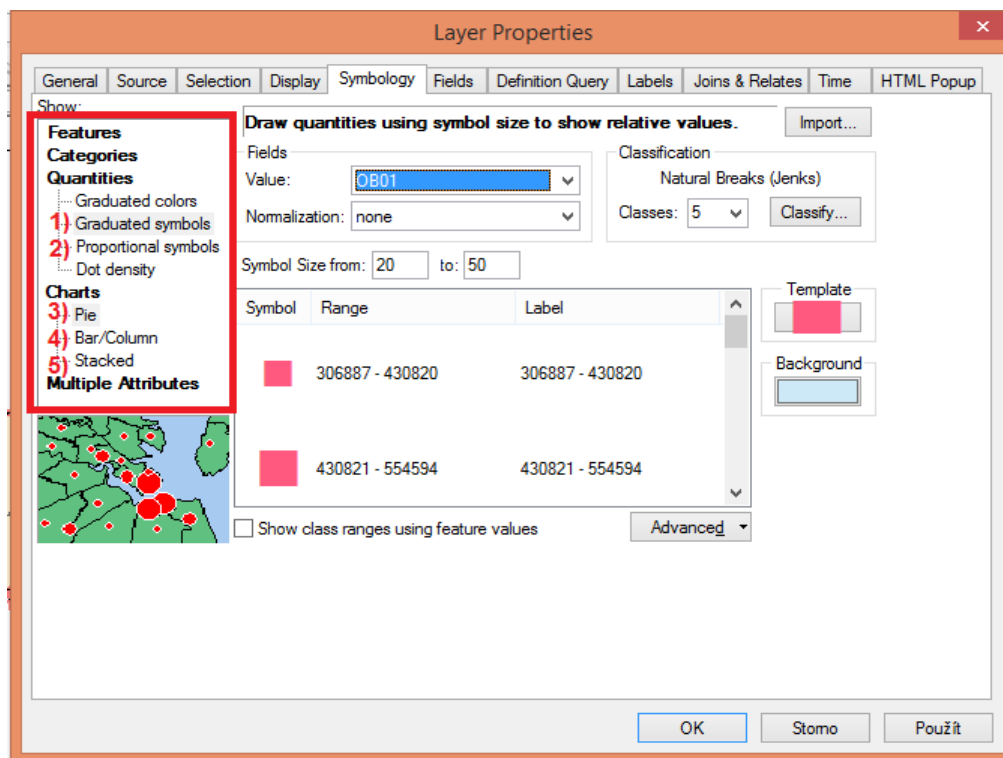 Layer Properties
General Source Selection Display Symbology Fields Definition Query Labels Joins & Relates Time HTML Popup
Show:
Features
Categories
Quantities
Graduated colors
1) Graduated symbols
2) Proportional symbols
Dot density
Charts
3) Pie
4) Bar/Column
5) Stacked
Multiple Attributes
Draw quantities using symbol size to show relative values.
Import...
Fields
Value: OB01
Normalization: none
Classification
Natural Breaks (Jenks)
Classes: 5 Classify...
Symbol Size from: 20 to: 50
Symbol Range Label
306887 - 430820 306887 - 430820
430821 - 554594 430821 - 554594
Template
Background
Show class ranges using feature values
Advanced
OK Storno Použít